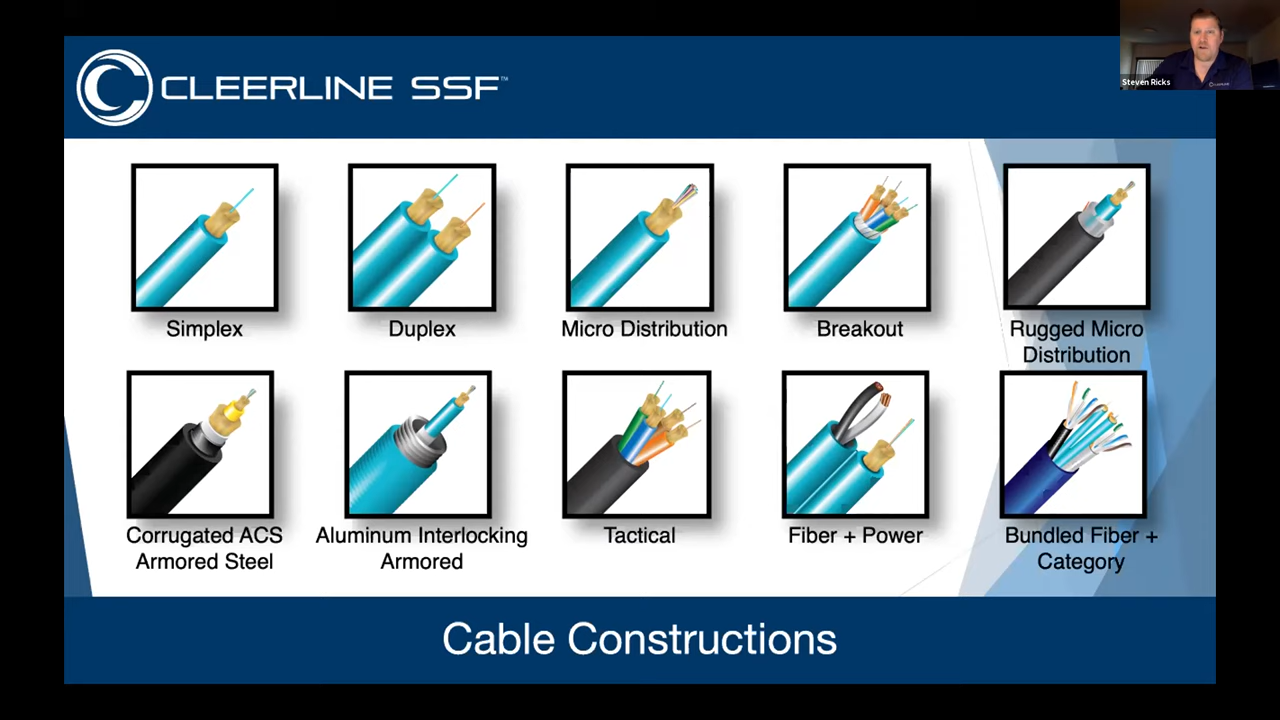 CLEERLINE SSF™
Steven Ricks
Simplex
Duplex
Micro Distribution
Breakout
Rugged Micro
Distribution
Corrugated ACS
Armored Steel
Aluminum Interlocking
Armored
Tactical
Fiber + Power
Bundled Fiber +
Category
Cable Constructions